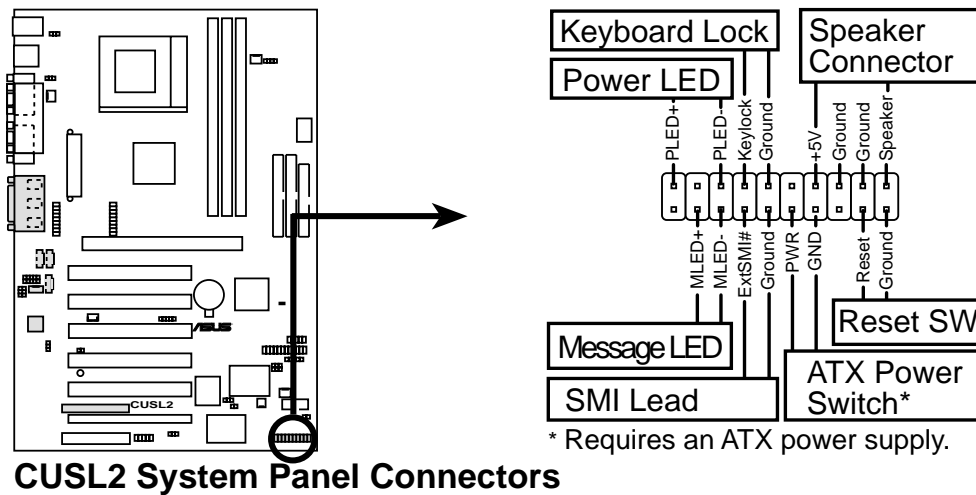 Keyboard Lock
Power LED
Speaker
Connector
PLED+
PLED-
Keylock
Ground
+5V
Ground
Ground
Speaker
MLED+
MLED-
ExtSMI#
Ground
PWR
GND
Reset
Ground
Message LED
SMI Lead
Reset SW
ATX Power
Switch*
* Requires an ATX power supply.
ASUS
CUSL2
CUSL2 System Panel Connectors